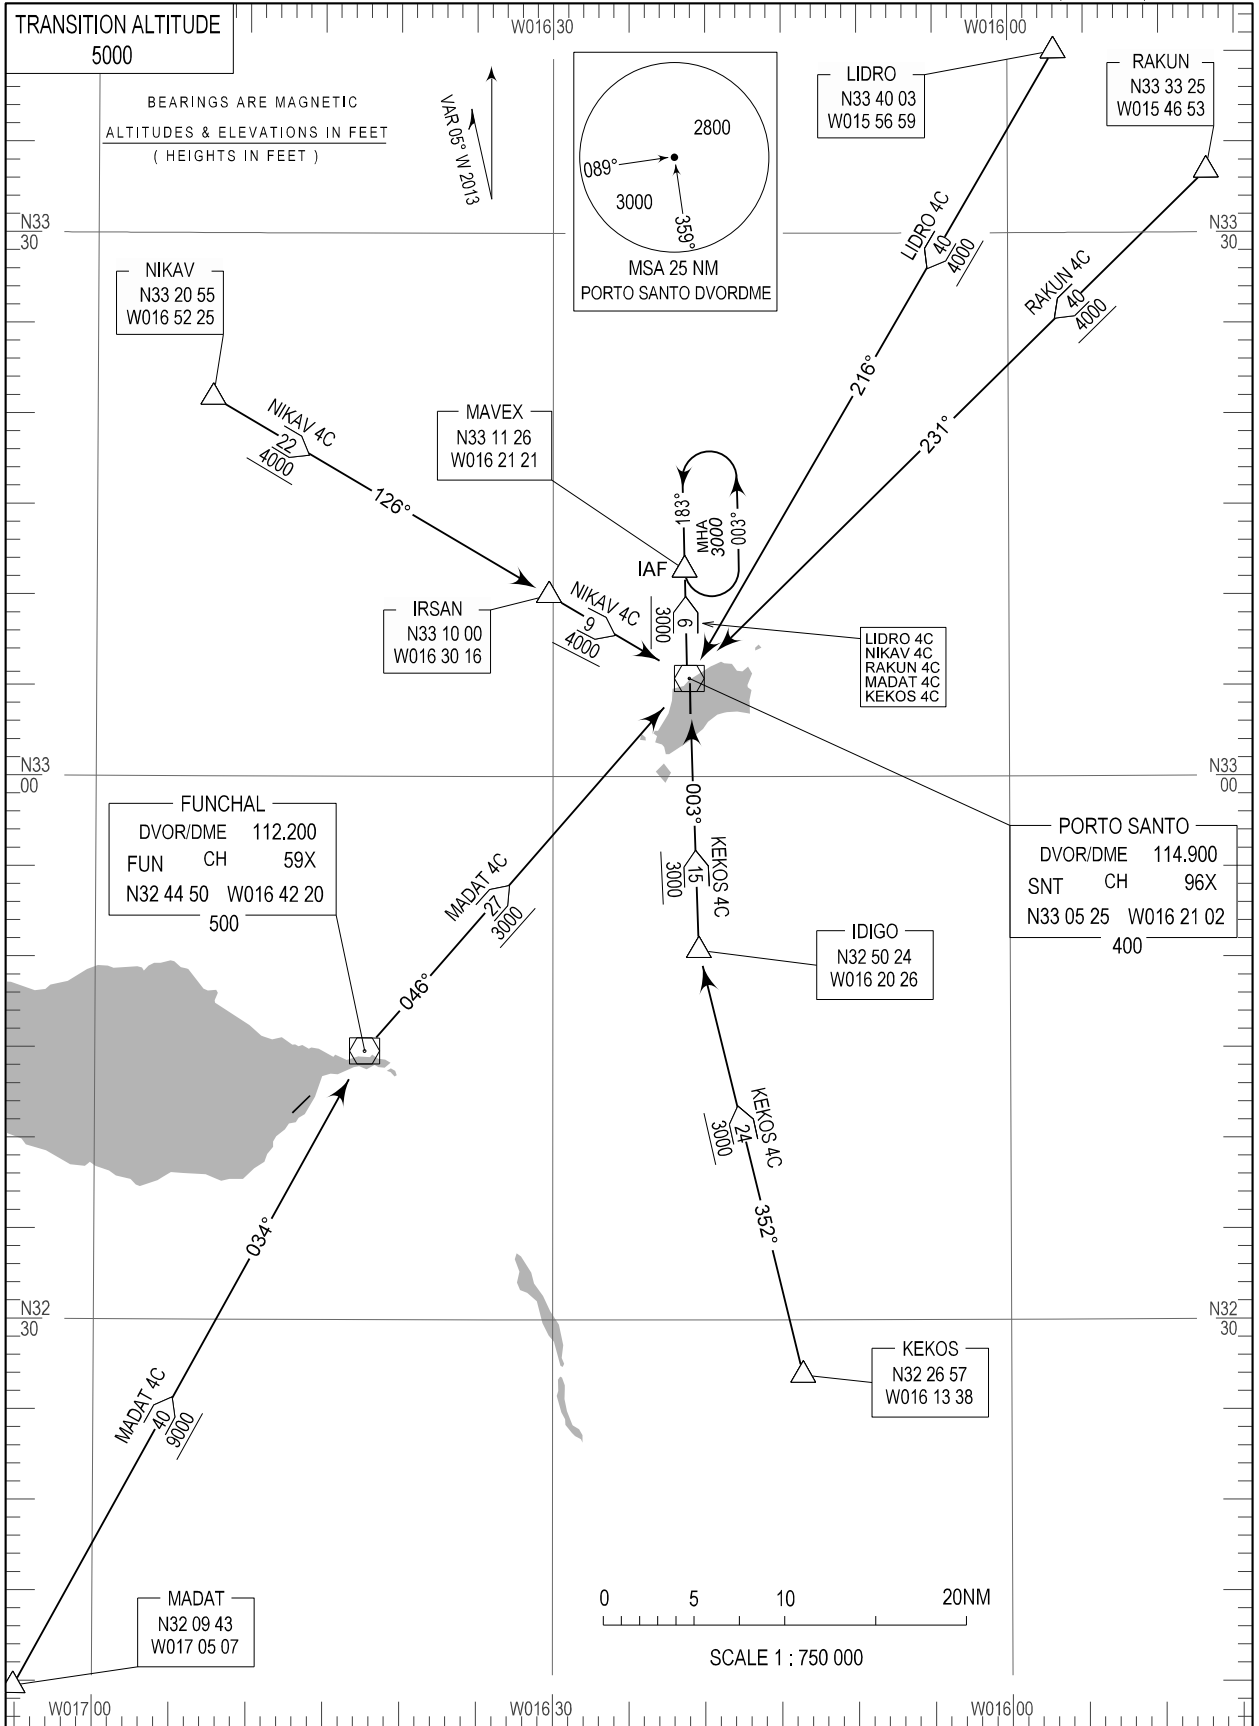 TRANSITION ALTITUDE
5000
W016 30
W016 00
BEARINGS ARE MAGNETIC
ALTITUDES & ELEVATIONS IN FEET
( HEIGHTS IN FEET )
VAR 05° W 2013
2800
089°
3000
359°
MSA 25 NM
PORTO SANTO DVORDME
LIDRO
N33 40 03
W015 56 59
RAKUN
N33 33 25
W015 46 53
N33
30
N33
30
LIDRO 4C
40
4000
RAKUN 4C
40
4000
NIKAV
N33 20 55
W016 52 25
NIKAV 4C
22
4000
126°
216°
231°
MAVEX
N33 11 26
W016 21 21
183°
MHA
3000
003°
IAF
IRSAN
N33 10 00
W016 30 16
NIKAV 4C
9
4000
3000
6
LIDRO 4C
NIKAV 4C
RAKUN 4C
MADAT 4C
KEKOS 4C
N33
00
N33
00
FUNCHAL
DVOR/DME 112.200
FUN CH 59X
N32 44 50 W016 42 20
500
003°
KEKOS 4C
15
3000
PORTO SANTO
DVOR/DME 114.900
SNT CH 96X
N33 05 25 W016 21 02
400
MADAT 4C
27
3000
IDIGO
N32 50 24
W016 20 26
046°
KEKOS 4C
24
3000
352°
034°
N32
30
N32
30
KEKOS
N32 26 57
W016 13 38
MADAT 4C
40
9000
MADAT
N32 09 43
W017 05 07
0 5 10 20NM
SCALE 1 : 750 000
W017 00
W016 30
W016 00